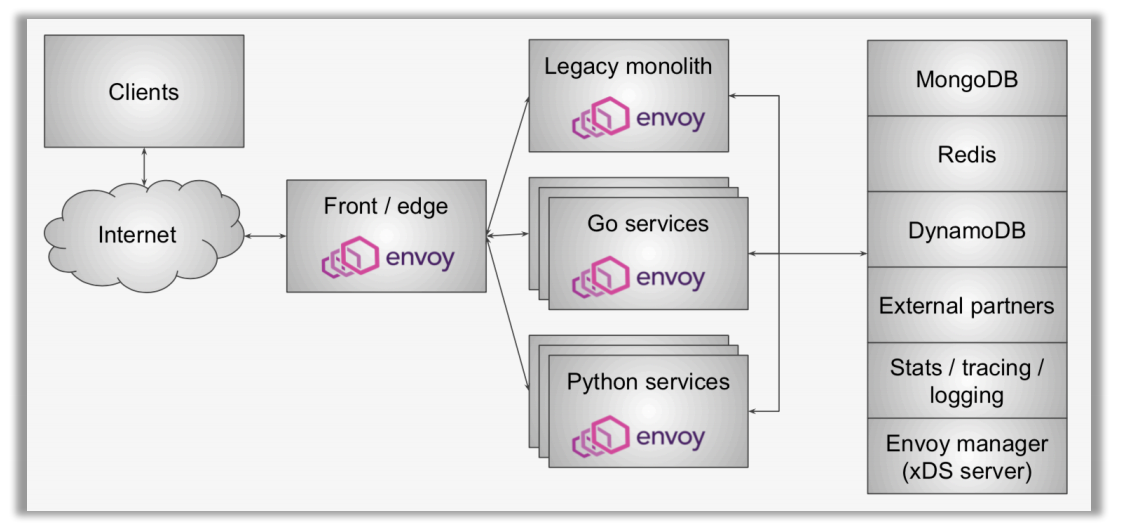 Clients
Internet
Front / edge
envoy
Legacy monolith
envoy
Go services
envoy
Python services
envoy
MongoDB
Redis
DynamoDB
External partners
Stats / tracing /
logging
Envoy manager
(xDS server)